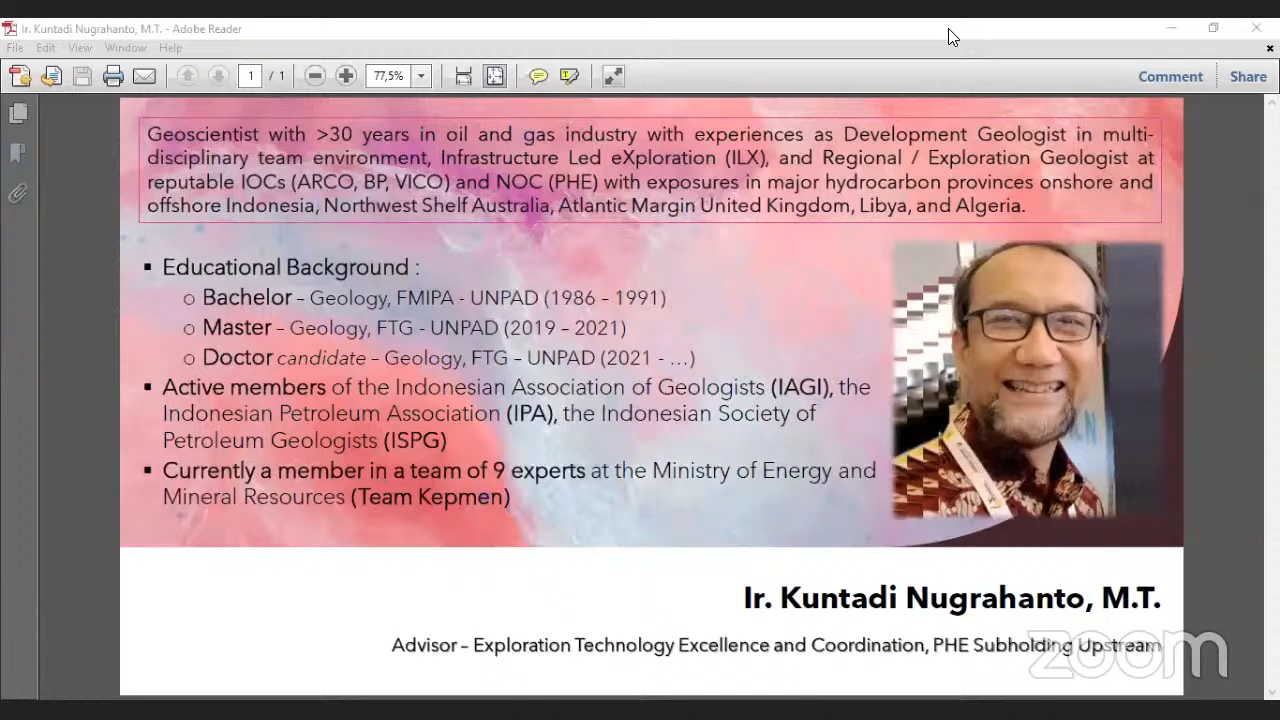 Ir. Kuntadi Nugrahanto, M.T. - Adobe Reader
File Edit View Window Help
1 / 1
77,5%
Comment
Share
Geoscientist with >30 years in oil and gas industry with experiences as Development Geologist in multi-
disciplinary team environment, Infrastructure Led eXploration (ILX), and Regional / Exploration Geologist at
reputable IOCs (ARCO, BP, VICO) and NOC (PHE) with exposures in major hydrocarbon provinces onshore and
offshore Indonesia, Northwest Shelf Australia, Atlantic Margin United Kingdom, Libya, and Algeria.
▪ Educational Background :
○ Bachelor – Geology, FMIPA - UNPAD (1986 – 1991)
○ Master – Geology, FTG - UNPAD (2019 – 2021)
○ Doctor candidate – Geology, FTG – UNPAD (2021 - …)
▪ Active members of the Indonesian Association of Geologists (IAGI), the
Indonesian Petroleum Association (IPA), the Indonesian Society of
Petroleum Geologists (ISPG)
▪ Currently a member in a team of 9 experts at the Ministry of Energy and
Mineral Resources (Team Kepmen)
Ir. Kuntadi Nugrahanto, M.T.
Advisor – Exploration Technology Excellence and Coordination, PHE Subholding Upstream
zoom